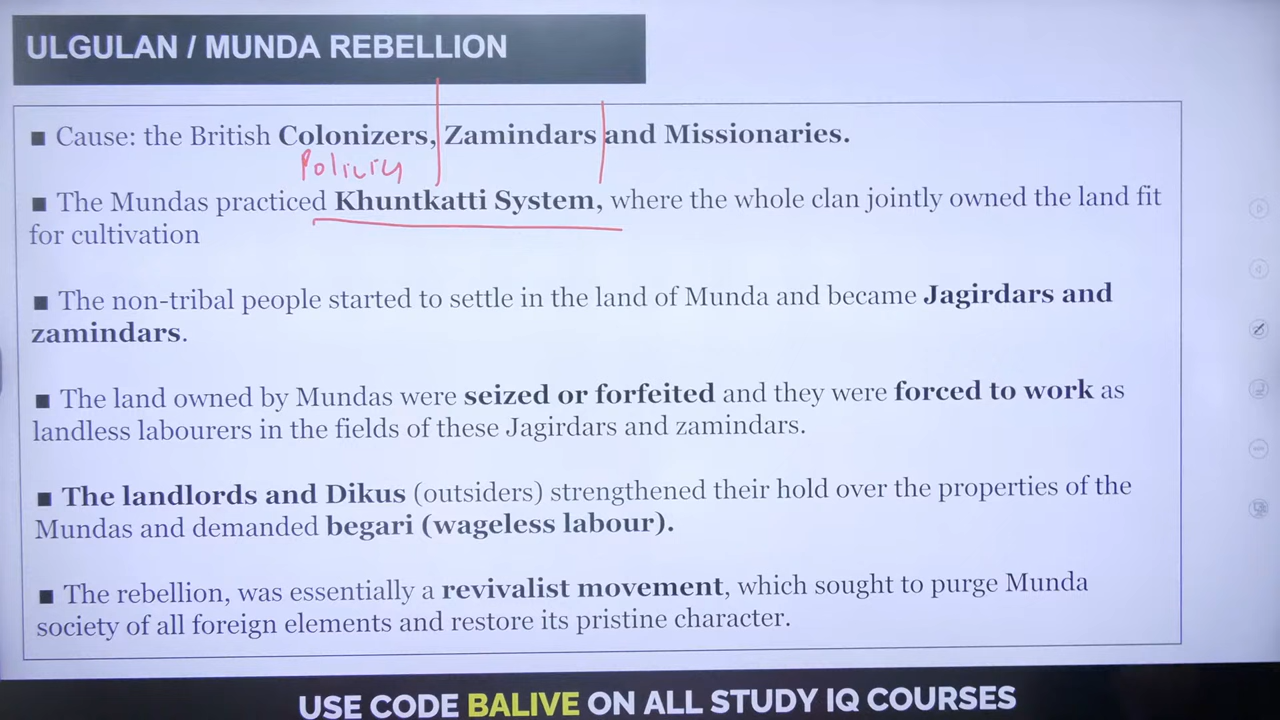 ULGULAN / MUNDA REBELLION
■ Cause: the British Colonizers, Zamindars and Missionaries.
■ The Mundas practiced Khuntkatti System, where the whole clan jointly owned the land fit
for cultivation
■ The non-tribal people started to settle in the land of Munda and became Jagirdars and
zamindars.
■ The land owned by Mundas were seized or forfeited and they were forced to work as
landless labourers in the fields of these Jagirdars and zamindars.
■ The landlords and Dikus (outsiders) strengthened their hold over the properties of the
Mundas and demanded begari (wageless labour).
■ The rebellion, was essentially a revivalist movement, which sought to purge Munda
society of all foreign elements and restore its pristine character.
USE CODE BALIVE ON ALL STUDY IQ COURSES